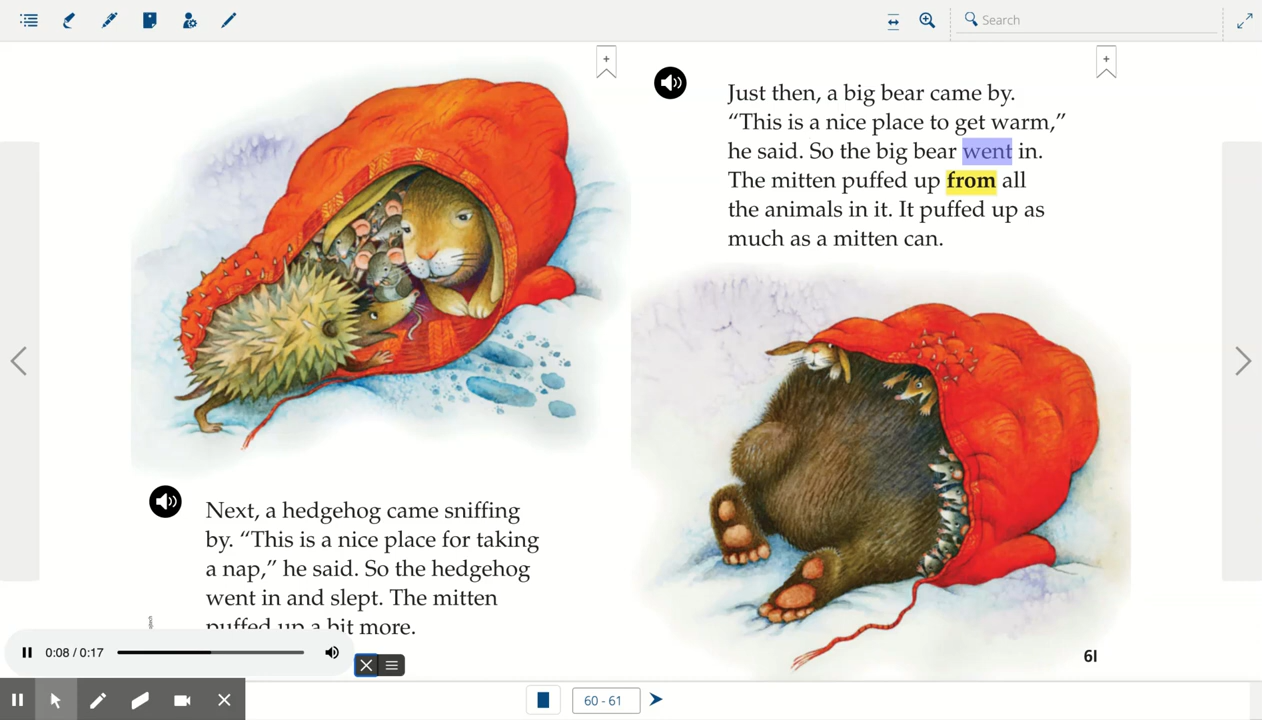 Search
Next, a hedgehog came sniffing
by. “This is a nice place for taking
a nap,” he said. So the hedgehog
went in and slept. The mitten
puffed up a bit more.
Just then, a big bear came by.
“This is a nice place to get warm,”
he said. So the big bear went in.
The mitten puffed up from all
the animals in it. It puffed up as
much as a mitten can.
61
0:08 / 0:17
60 - 61